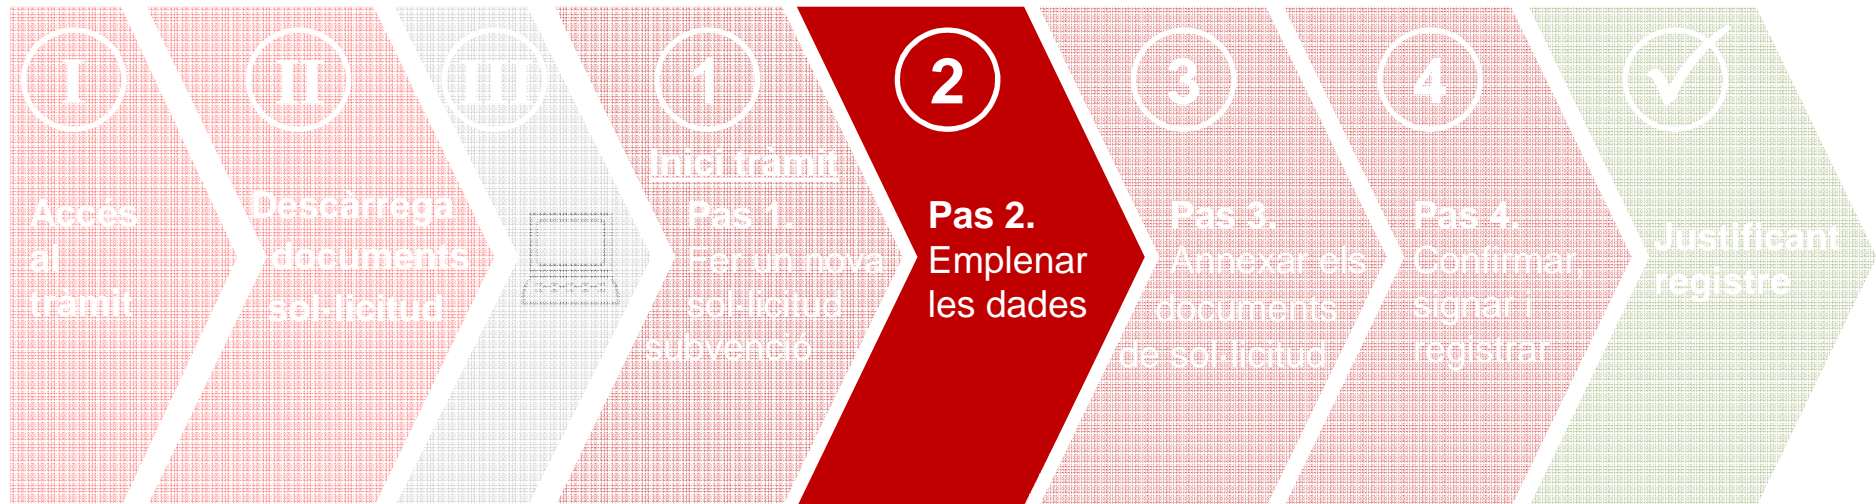 I
Accés
al
tràmit
II
Descàrrega
documents
sol·licitud
III
1
Inici tràmit
Pas 1.
Fer un nova
sol·licitud
subvenció
2
Pas 2.
Emplenar
les dades
3
Pas 3.
Annexar els
documents
de sol·licitud
4
Pas 4.
Confirmar,
signar i
registrar
Justificant
registre